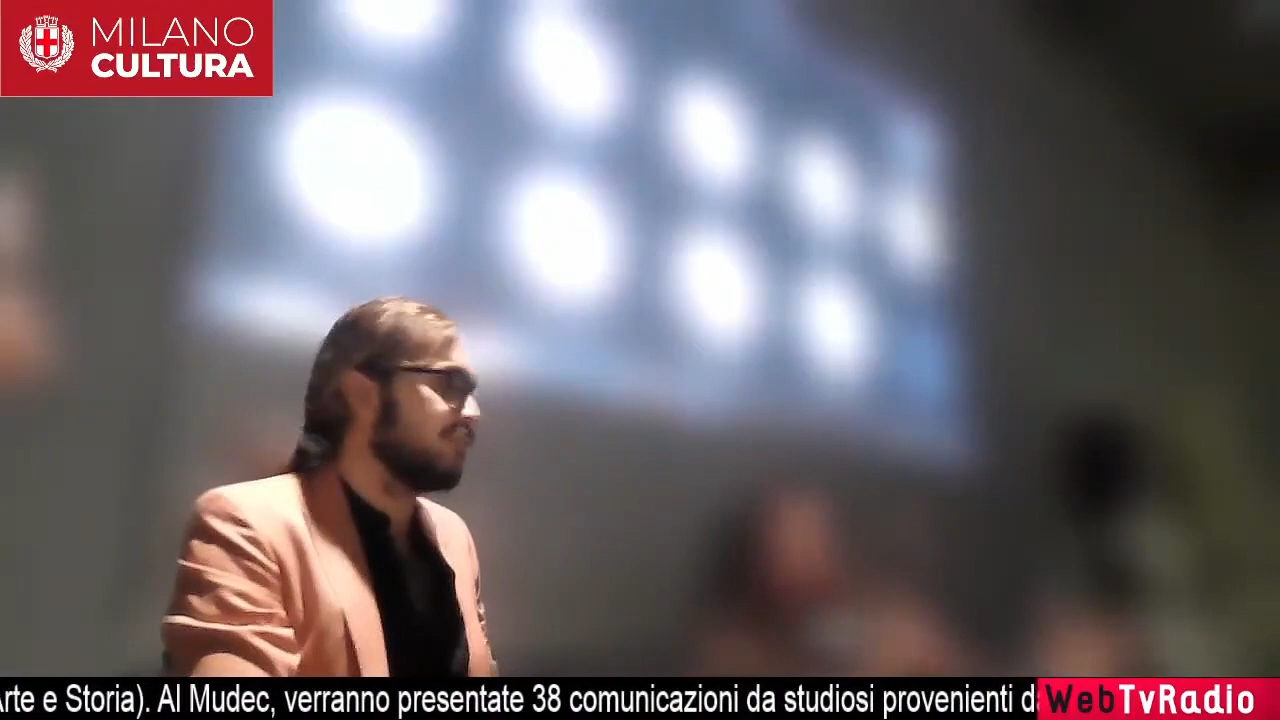 MILANO
CULTURA
Arte e Storia). Al Mudec, verranno presentate 38 comunicazioni da studiosi provenienti d
WebTvRadio